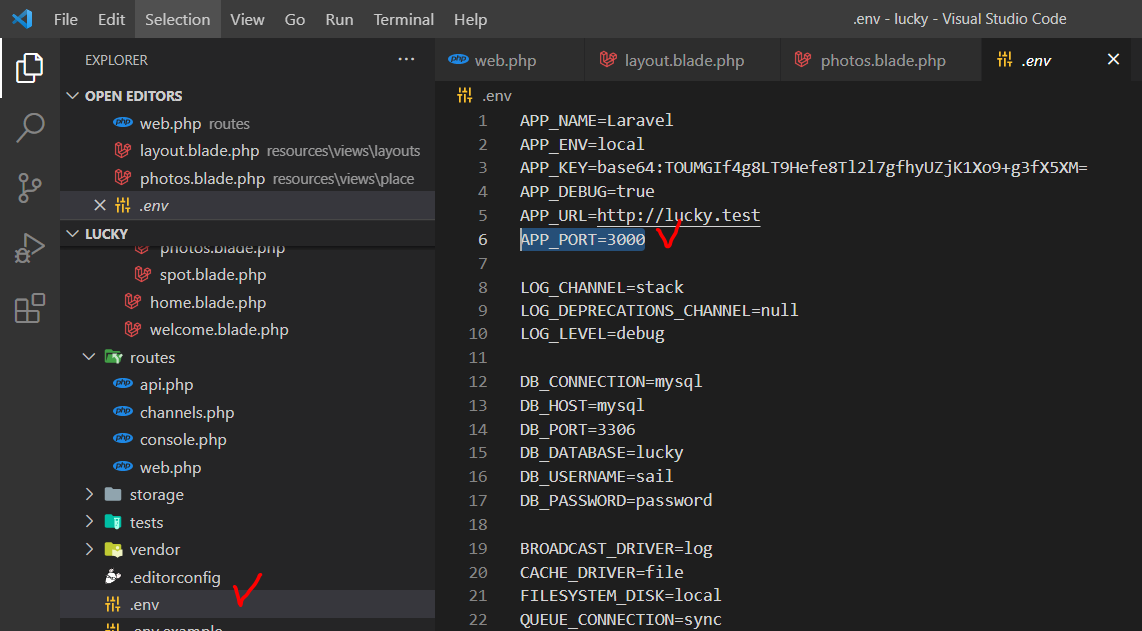 File Edit Selection View Go Run Terminal Help .env - lucky - Visual Studio Code
EXPLORER ...
OPEN EDITORS
web.php routes
layout.blade.php resources\views\layouts
photos.blade.php resources\views\place
.env
LUCKY
photos.blade.php
spot.blade.php
home.blade.php
welcome.blade.php
routes
api.php
channels.php
console.php
web.php
storage
tests
vendor
.editorconfig
.env
.env.example
web.php layout.blade.php photos.blade.php .env
.env
1 APP_NAME=Laravel
2 APP_ENV=local
3 APP_KEY=base64:TOUMGIf4g8LT9Hefe8Tl2l7gfhyUZjK1Xo9+g3fX5XM=
4 APP_DEBUG=true
5 APP_URL=http://lucky.test
6 APP_PORT=3000
7
8 LOG_CHANNEL=stack
9 LOG_DEPRECATIONS_CHANNEL=null
10 LOG_LEVEL=debug
11
12 DB_CONNECTION=mysql
13 DB_HOST=mysql
14 DB_PORT=3306
15 DB_DATABASE=lucky
16 DB_USERNAME=sail
17 DB_PASSWORD=password
18
19 BROADCAST_DRIVER=log
20 CACHE_DRIVER=file
21 FILESYSTEM_DISK=local
22 QUEUE_CONNECTION=sync